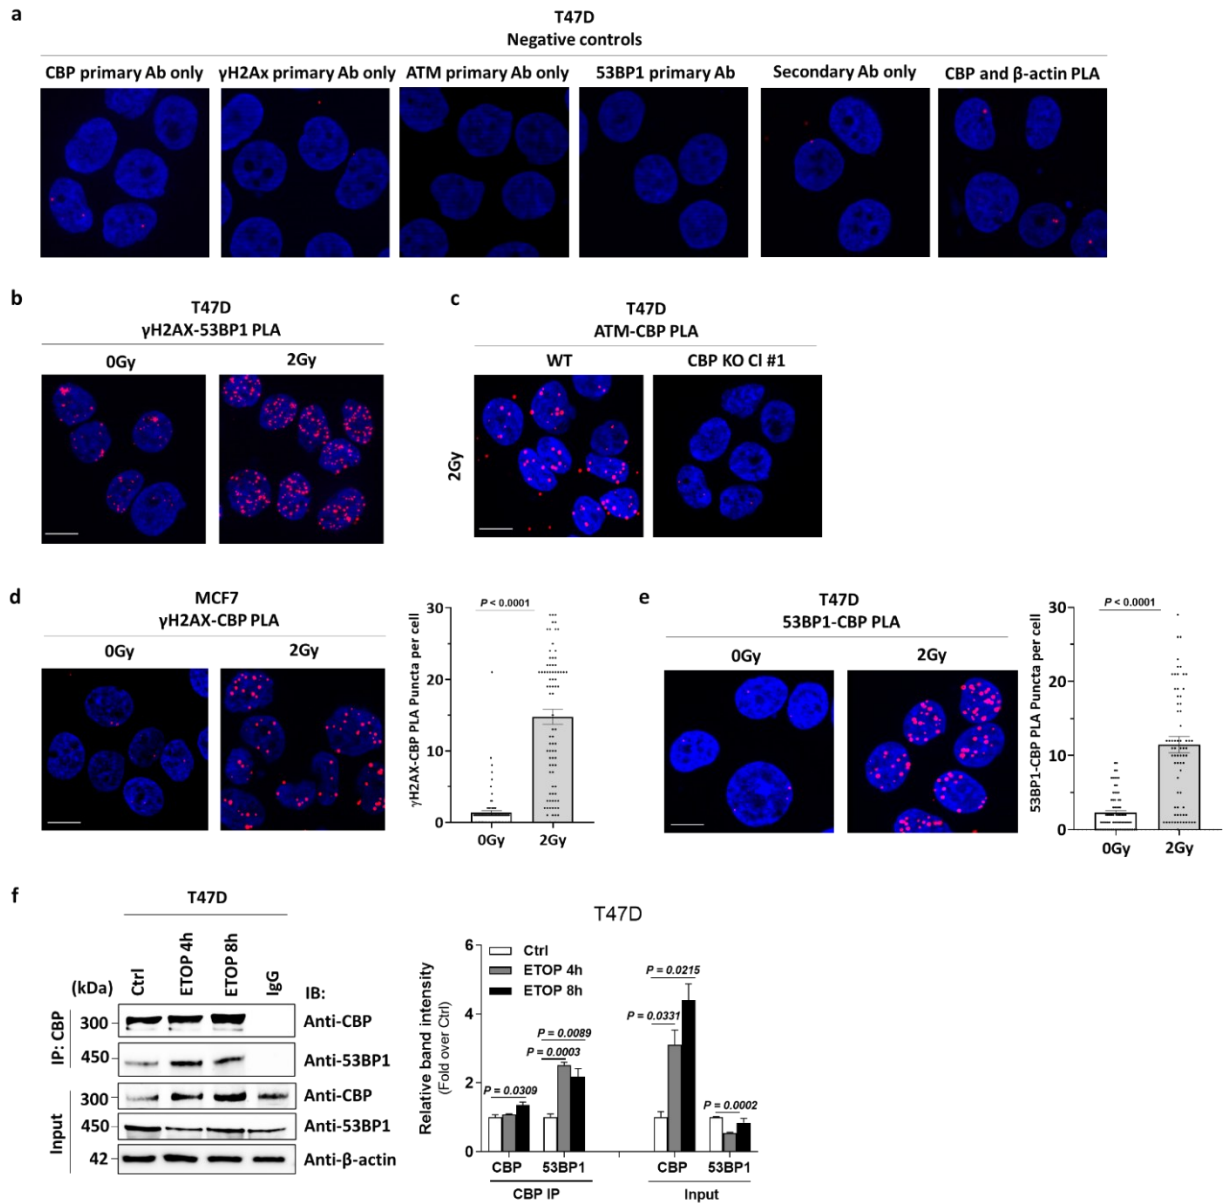 a
T47D
Negative controls
CBP primary Ab only
γH2Ax primary Ab only
ATM primary Ab only
53BP1 primary Ab
Secondary Ab only
CBP and β-actin PLA
b
T47D
γH2AX-53BP1 PLA
0Gy
2Gy
c
T47D
ATM-CBP PLA
WT
CBP KO Cl #1
2Gy
d
MCF7
γH2AX-CBP PLA
0Gy
2Gy
γH2AX-CBP PLA Puncta per cell
30
20
10
0
P < 0.0001
0Gy
2Gy
e
T47D
53BP1-CBP PLA
0Gy
2Gy
53BP1-CBP PLA Puncta per cell
30
20
10
0
P < 0.0001
0Gy
2Gy
f
T47D
(kDa)
Ctrl
ETOP 4h
ETOP 8h
IgG
IB:
IP: CBP
300
Anti-CBP
450
Anti-53BP1
Input
300
Anti-CBP
450
Anti-53BP1
42
Anti-β-actin
T47D
Relative band intensity
(Fold over Ctrl)
6
4
2
0
Ctrl
ETOP 4h
ETOP 8h
P = 0.0309
P = 0.0089
P = 0.0003
P = 0.0215
P = 0.0331
P = 0.0002
CBP
53BP1
CBP
53BP1
CBP IP
Input